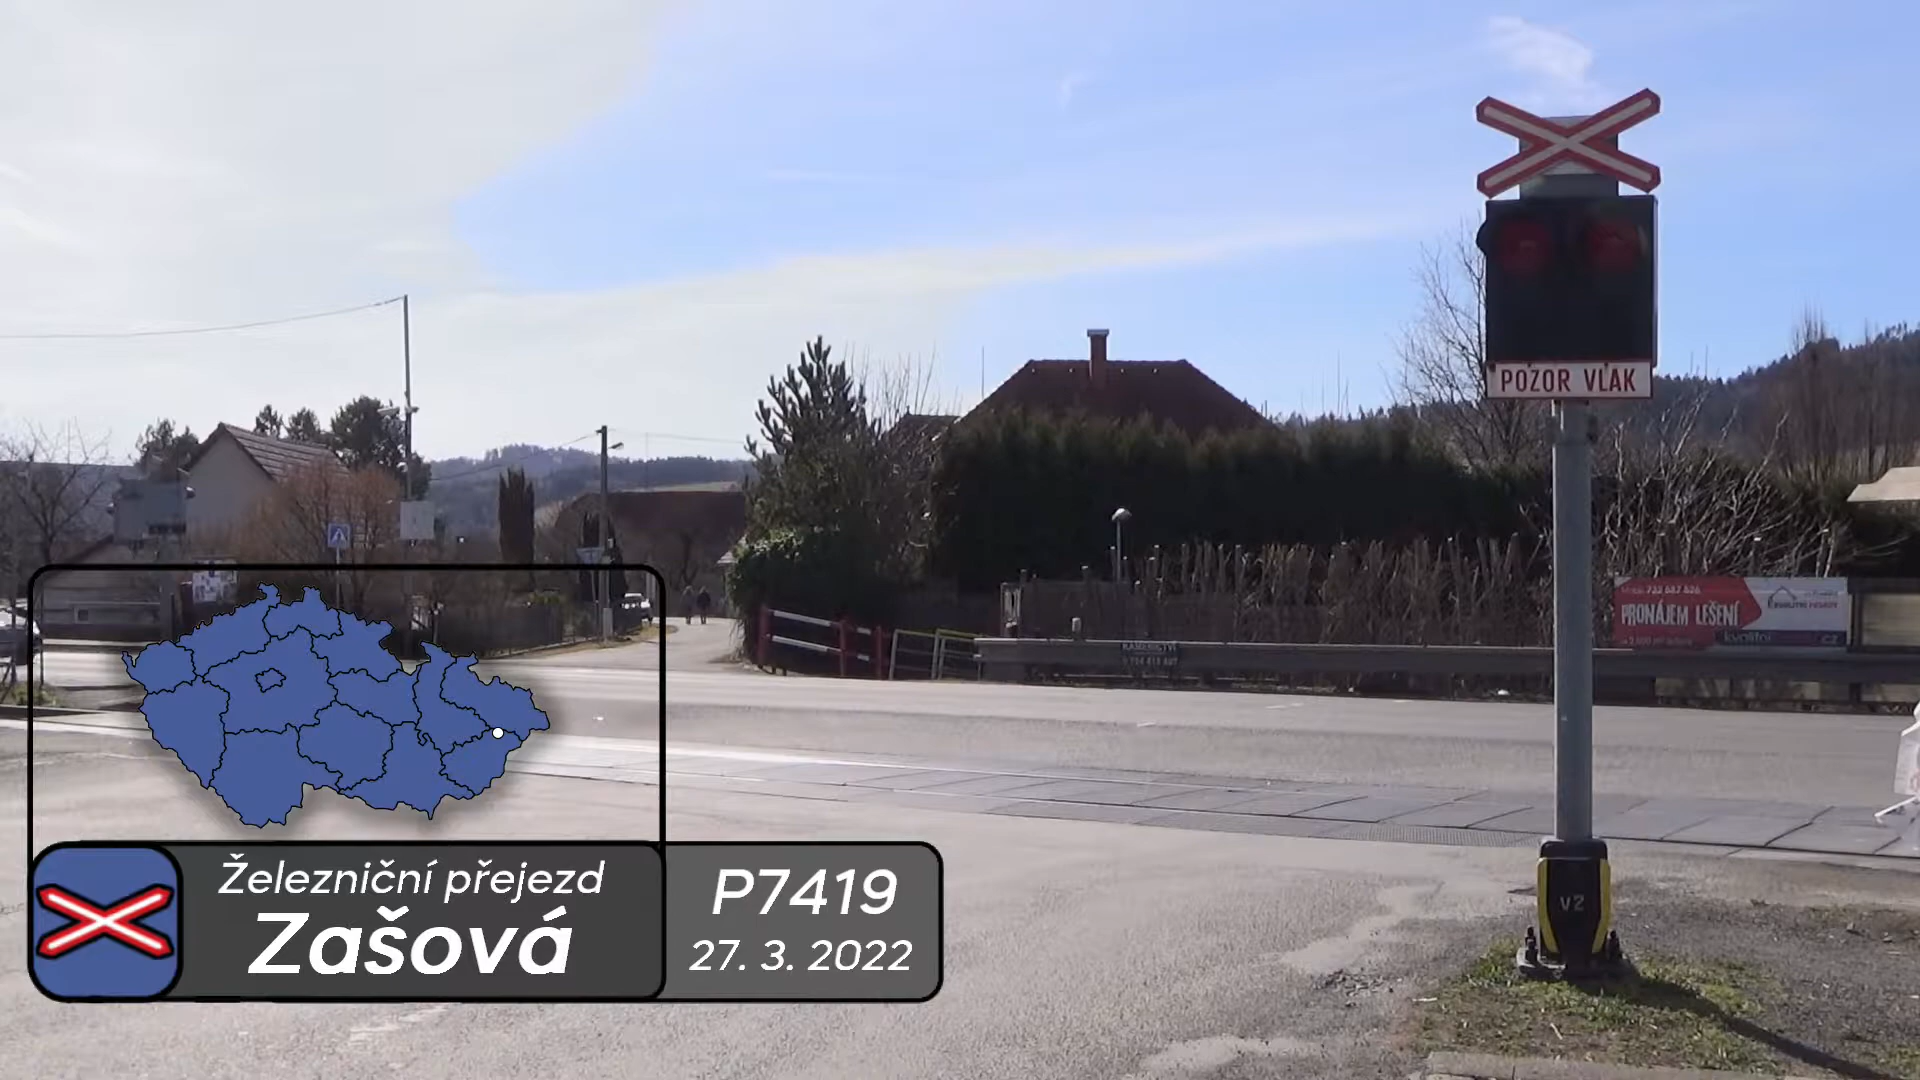 POZOR VLAK
PRONÁJEM LEŠENÍ
V2
Železniční přejezd
Zašová
P7419
27. 3. 2022